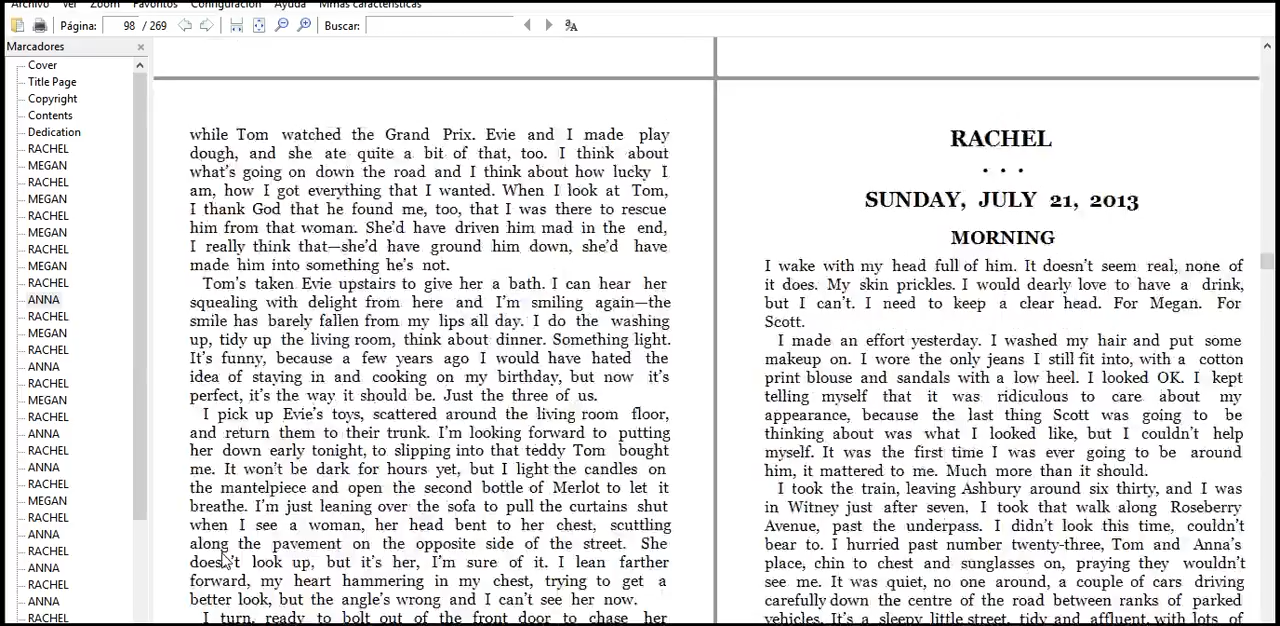 Archivo Ver Zoom Favoritos Configuración Ayuda Mínimas características
Página: 98 / 269 Buscar:
Marcadores
Cover
Title Page
Copyright
Contents
Dedication
RACHEL
MEGAN
RACHEL
MEGAN
RACHEL
MEGAN
RACHEL
MEGAN
RACHEL
ANNA
RACHEL
MEGAN
RACHEL
ANNA
RACHEL
MEGAN
RACHEL
ANNA
RACHEL
ANNA
RACHEL
MEGAN
RACHEL
ANNA
RACHEL
ANNA
RACHEL
ANNA
RACHEL
while Tom watched the Grand Prix. Evie and I made play
dough, and she ate quite a bit of that, too. I think about
what's going on down the road and I think about how lucky I
am, how I got everything that I wanted. When I look at Tom,
I thank God that he found me, too, that I was there to rescue
him from that woman. She'd have driven him mad in the end,
I really think that—she'd have ground him down, she'd have
made him into something he's not.
Tom's taken Evie upstairs to give her a bath. I can hear her
squealing with delight from here and I'm smiling again—the
smile has barely fallen from my lips all day. I do the washing
up, tidy up the living room, think about dinner. Something light.
It's funny, because a few years ago I would have hated the
idea of staying in and cooking on my birthday, but now it's
perfect, it's the way it should be. Just the three of us.
I pick up Evie's toys, scattered around the living room floor,
and return them to their trunk. I'm looking forward to putting
her down early tonight, to slipping into that teddy Tom bought
me. It won't be dark for hours yet, but I light the candles on
the mantelpiece and open the second bottle of Merlot to let it
breathe. I'm just leaning over the sofa to pull the curtains shut
when I see a woman, her head bent to her chest, scuttling
along the pavement on the opposite side of the street. She
doesn't look up, but it's her, I'm sure of it. I lean farther
forward, my heart hammering in my chest, trying to get a
better look, but the angle's wrong and I can't see her now.
I turn, ready to bolt out of the front door to chase her
RACHEL
• • •
SUNDAY, JULY 21, 2013
MORNING
I wake with my head full of him. It doesn't seem real, none of
it does. My skin prickles. I would dearly love to have a drink,
but I can't. I need to keep a clear head. For Megan. For
Scott.
I made an effort yesterday. I washed my hair and put some
makeup on. I wore the only jeans I still fit into, with a cotton
print blouse and sandals with a low heel. I looked OK. I kept
telling myself that it was ridiculous to care about my
appearance, because the last thing Scott was going to be
thinking about was what I looked like, but I couldn't help
myself. It was the first time I was ever going to be around
him, it mattered to me. Much more than it should.
I took the train, leaving Ashbury around six thirty, and I was
in Witney just after seven. I took that walk along Roseberry
Avenue, past the underpass. I didn't look this time, couldn't
bear to. I hurried past number twenty-three, Tom and Anna's
place, chin to chest and sunglasses on, praying they wouldn't
see me. It was quiet, no one around, a couple of cars driving
carefully down the centre of the road between ranks of parked
vehicles. It's a sleepy little street, tidy and affluent, with lots of